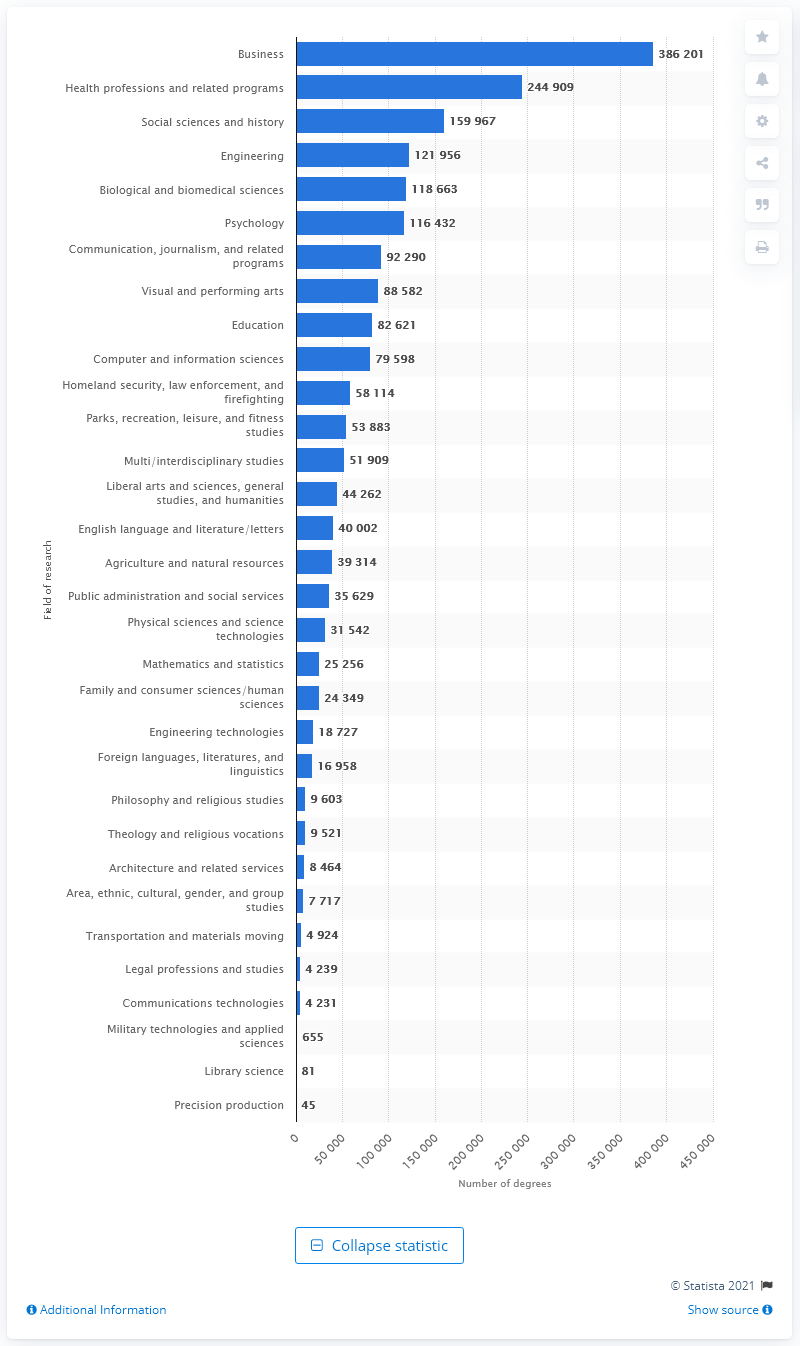 Business
386 201
Health professions and related programs
244 909
Social sciences and history
159 967
Engineering
121 956
Biological and biomedical sciences
118 663
Psychology
116 432
Communication, journalism, and related
programs
92 290
Visual and performing arts
88 582
Education
82 621
Computer and information sciences
79 598
Homeland security, law enforcement, and
firefighting
58 114
Parks, recreation, leisure, and fitness
studies
53 883
Multi/interdisciplinary studies
51 909
Liberal arts and sciences, general
studies, and humanities
44 262
English language and literature/letters
40 002
Agriculture and natural resources
39 314
Public administration and social services
35 629
Physical sciences and science
technologies
31 542
Mathematics and statistics
25 256
Family and consumer sciences/human
sciences
24 349
Engineering technologies
18 727
Foreign languages, literatures, and
linguistics
16 958
Philosophy and religious studies
9 603
Theology and religious vocations
9 521
Architecture and related services
8 464
Area, ethnic, cultural, gender, and group
studies
7 717
Transportation and materials moving
4 924
Legal professions and studies
4 239
Communications technologies
4 231
Military technologies and applied
sciences
655
Library science
81
Precision production
45
Field of research
0
50 000
100 000
150 000
200 000
250 000
300 000
350 000
400 000
450 000
Number of degrees
Collapse statistic
© Statista 2021
Additional Information
Show source